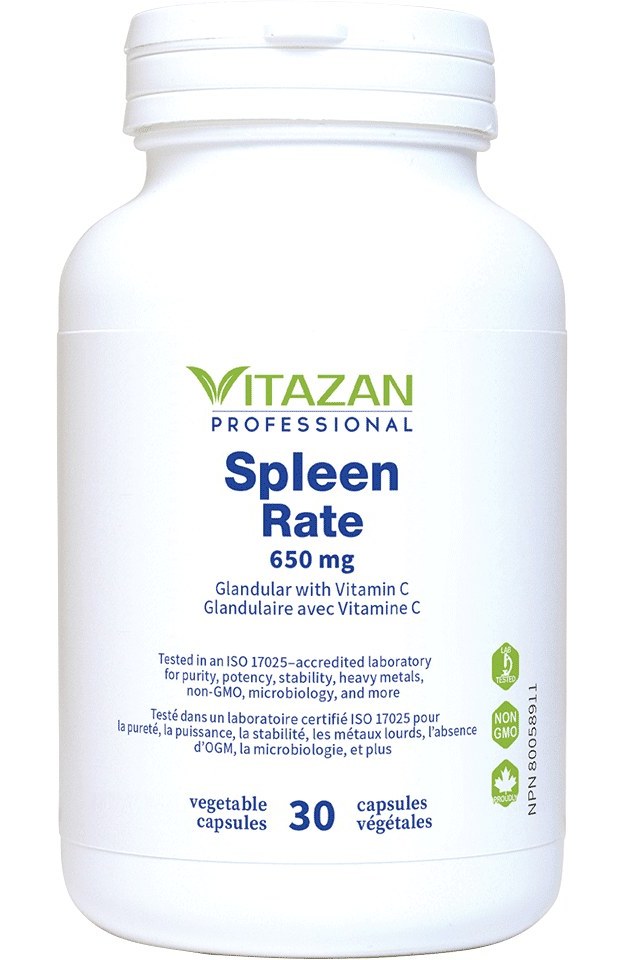 VITAZAN
PROFESSIONAL
Spleen
Rate
650 mg
Glandular with Vitamin C
Glandulaire avec Vitamine C
Tested in an ISO 17025–accredited laboratory
for purity, potency, stability, heavy metals,
non-GMO, microbiology, and more
Testé dans un laboratoire certifié ISO 17025 pour
la pureté, la puissance, la stabilité, les métaux lourds, l'absence
d'OGM, la microbiologie, et plus
vegetable
capsules
30
capsules
végétales
LAB
TESTED
NON
GMO
PROUDLY
NPN 80058911